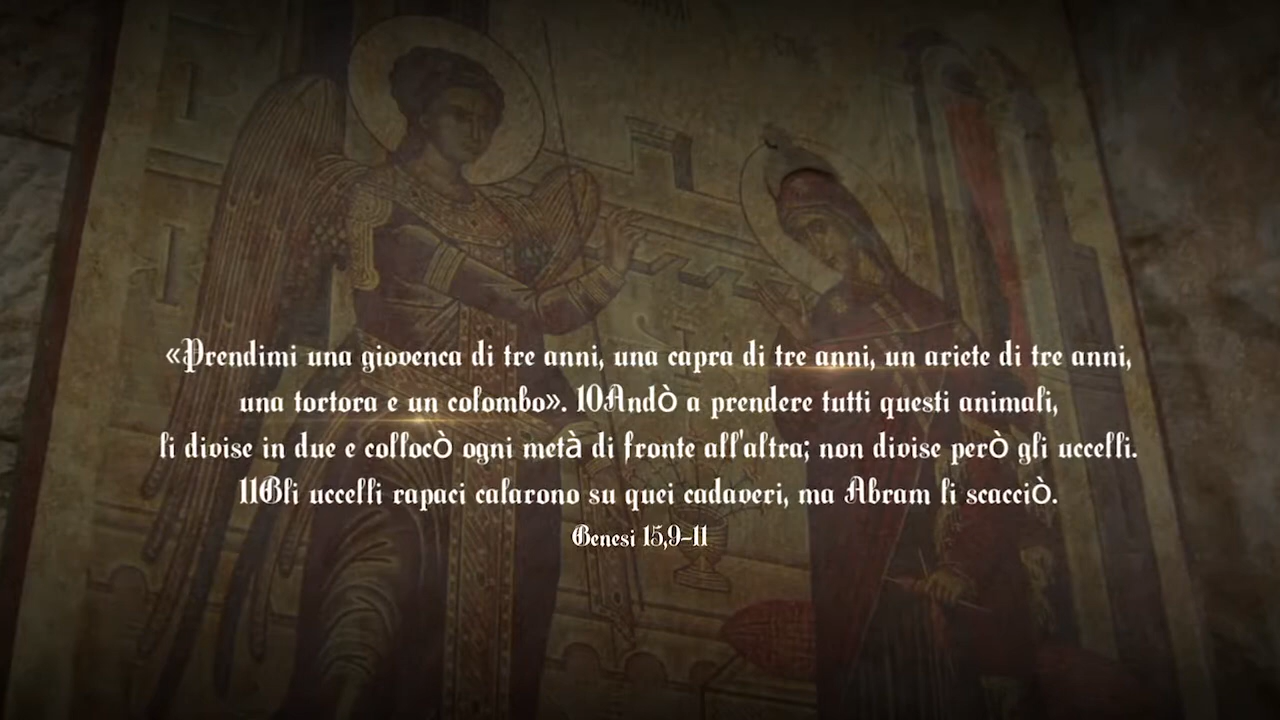 «Prendimi una giovenca di tre anni, una capra di tre anni, un ariete di tre anni,
una tortora e un colombo». 10Andò a prendere tutti questi animali,
li divise in due e collocò ogni metà di fronte all'altra; non divise però gli uccelli.
11Gli uccelli rapaci calarono su quei cadaveri, ma Abram li scacciò.
Genesi 15,9-11